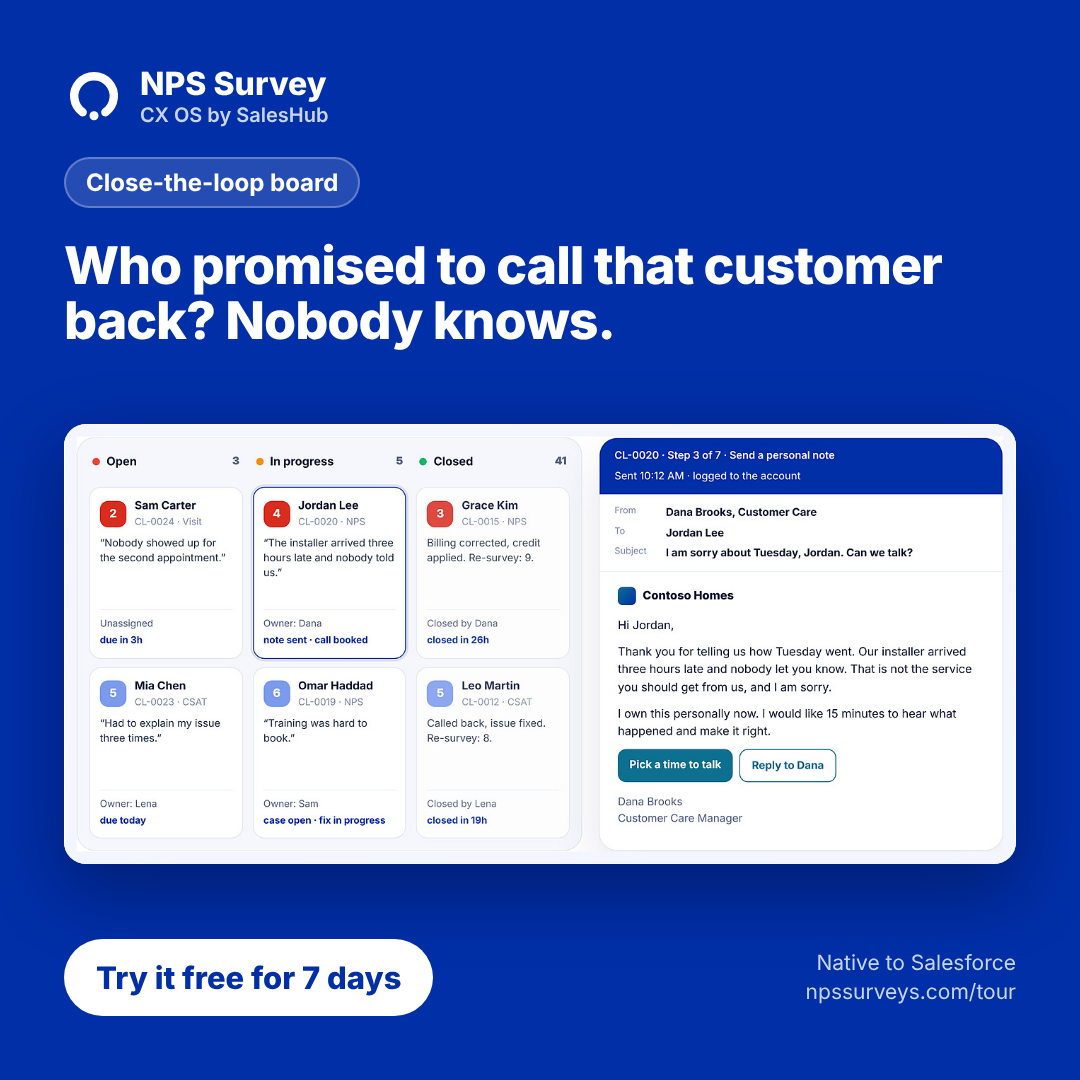 NPS Survey
CX OS by SalesHub
Close-the-loop board
Who promised to call that customer
back? Nobody knows.
Open 3
2
Sam Carter
CL-0024 · Visit
“Nobody showed up for
the second appointment.”
Unassigned
due in 3h
5
Mia Chen
CL-0023 · CSAT
“Had to explain my issue
three times.”
Owner: Lena
due today
In progress 5
4
Jordan Lee
CL-0020 · NPS
“The installer arrived three
hours late and nobody told
us.”
Owner: Dana
note sent · call booked
6
Omar Haddad
CL-0019 · NPS
“Training was hard to
book.”
Owner: Sam
case open · fix in progress
Closed 41
3
Grace Kim
CL-0015 · NPS
Billing corrected, credit
applied. Re-survey: 9.
Closed by Dana
closed in 26h
5
Leo Martin
CL-0012 · CSAT
Called back, issue fixed.
Re-survey: 8.
Closed by Lena
closed in 19h
CL-0020 · Step 3 of 7 · Send a personal note
Sent 10:12 AM · logged to the account
From Dana Brooks, Customer Care
To Jordan Lee
Subject I am sorry about Tuesday, Jordan. Can we talk?
Contoso Homes
Hi Jordan,
Thank you for telling us how Tuesday went. Our installer arrived
three hours late and nobody let you know. That is not the service
you should get from us, and I am sorry.
I own this personally now. I would like 15 minutes to hear what
happened and make it right.
Pick a time to talk
Reply to Dana
Dana Brooks
Customer Care Manager
Try it free for 7 days
Native to Salesforce
npssurveys.com/tour